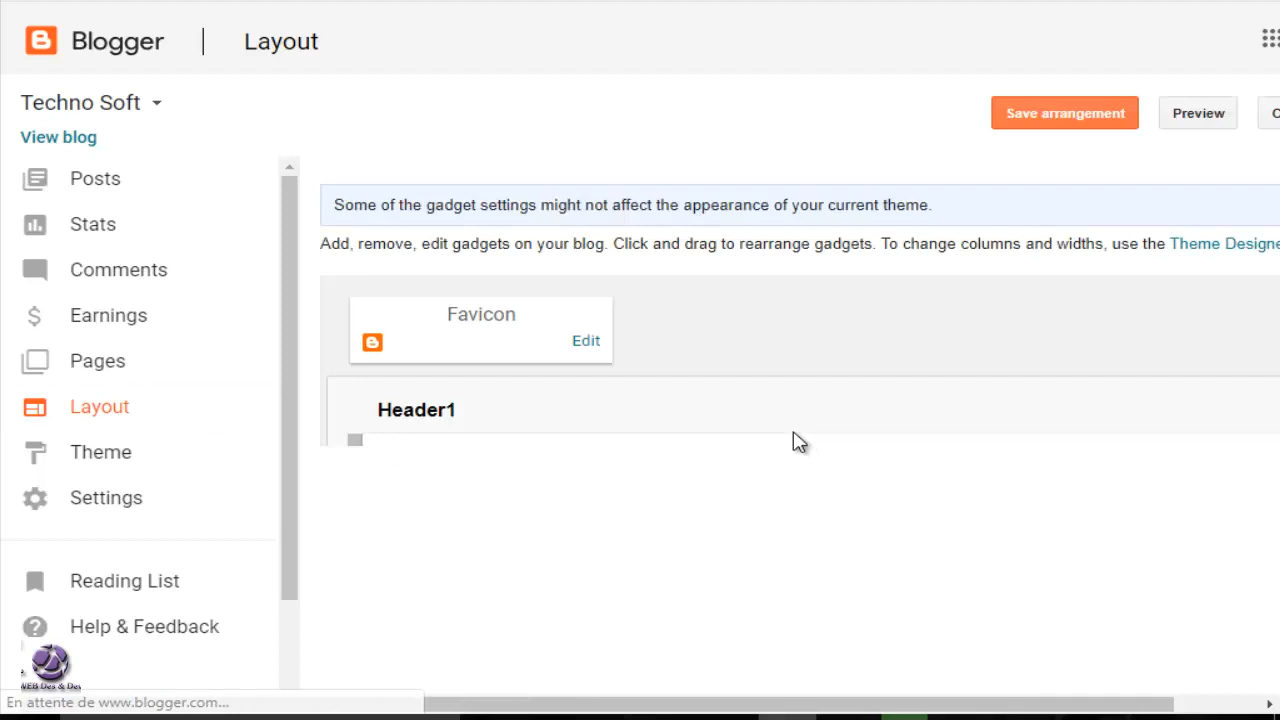 Blogger
Layout
Techno Soft
View blog
Save arrangement
Preview
Posts
Stats
Comments
Earnings
Pages
Layout
Theme
Settings
Reading List
Help & Feedback
Some of the gadget settings might not affect the appearance of your current theme.
Add, remove, edit gadgets on your blog. Click and drag to rearrange gadgets. To change columns and widths, use the Theme Designe
Favicon
Edit
Header1
WEB Des & Dev
En attente de www.blogger.com...